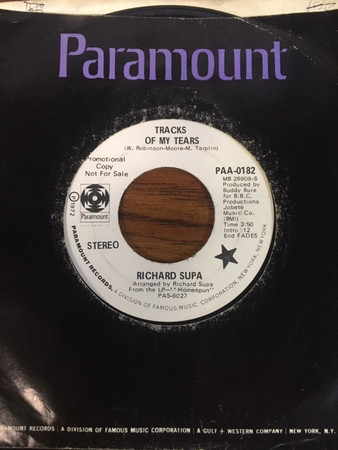 Paramount
TRACKS
OF MY TEARS
(W. Robinson-Moore-M. Tarplin)
Promotional
Copy
Not For Sale
PAA-0182
MB 26909-S
Produced by
Buddy Buie
for B.B.C.
Productions
Jobete
Music Co.
(BMI)
Time 3:50
Intro :12
End FADES
℗1972
Paramount
STEREO
RICHARD SUPA
Arranged by Richard Supa
From the LP-"Homespun"
PAS-6027
PARAMOUNT RECORDS, A DIVISION OF FAMOUS MUSIC CORPORATION, NEW YORK, NEW YORK
PARAMOUNT RECORDS | A DIVISION OF FAMOUS MUSIC CORPORATION | A GULF + WESTERN COMPANY | NEW YORK, N.Y.